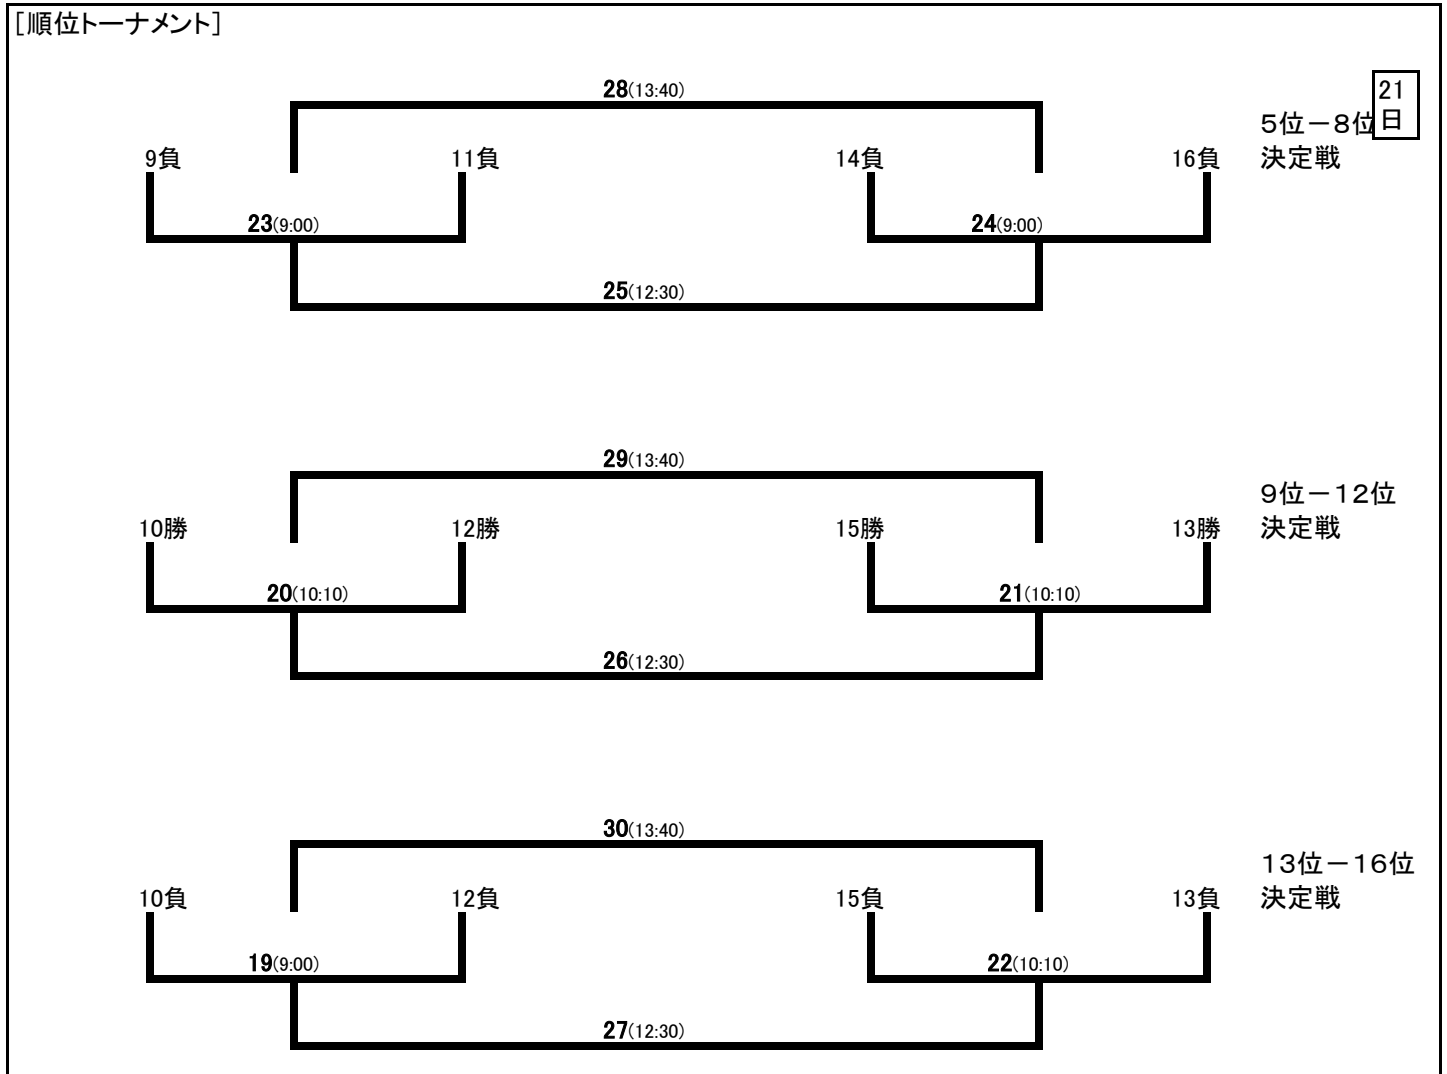 [順位トーナメント]
28(13:40)
21
日
5位－8位
決定戦
9負
11負
14負
16負
23(9:00)
24(9:00)
25(12:30)
29(13:40)
9位－12位
決定戦
10勝
12勝
15勝
13勝
20(10:10)
21(10:10)
26(12:30)
30(13:40)
13位－16位
決定戦
10負
12負
15負
13負
19(9:00)
22(10:10)
27(12:30)